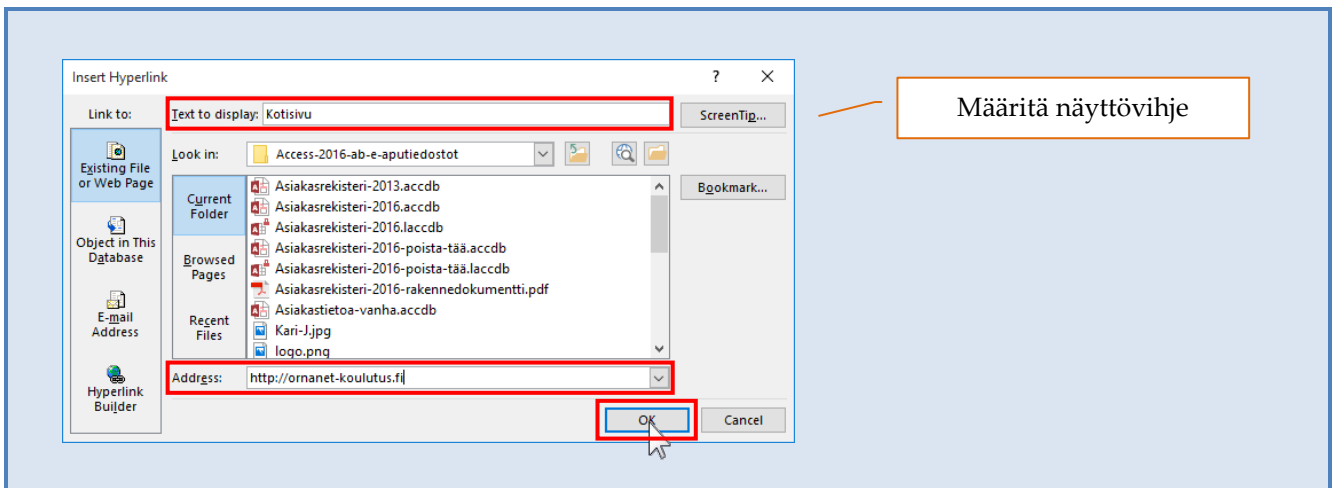 Insert Hyperlink
? X
Link to:
Text to display: Kotisivu
ScreenTip...
Määritä näyttövihje
Existing File
or Web Page
Look in:
Access-2016-ab-e-aputiedostot
Bookmark...
Current
Folder
Asiakasrekisteri-2013.accdb
Asiakasrekisteri-2016.accdb
Asiakasrekisteri-2016.laccdb
Asiakasrekisteri-2016-poista-tää.accdb
Asiakasrekisteri-2016-poista-tää.laccdb
Asiakasrekisteri-2016-rakennedokumentti.pdf
Asiakastietoa-vanha.accdb
Kari-J.jpg
logo.png
Object in This
Database
Browsed
Pages
E-mail
Address
Recent
Files
Hyperlink
Builder
Address: http://ornanet-koulutus.fi
OK
Cancel